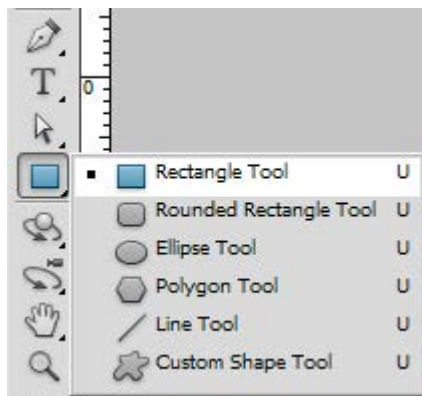 T
0
Rectangle Tool U
Rounded Rectangle Tool U
Ellipse Tool U
Polygon Tool U
Line Tool U
Custom Shape Tool U